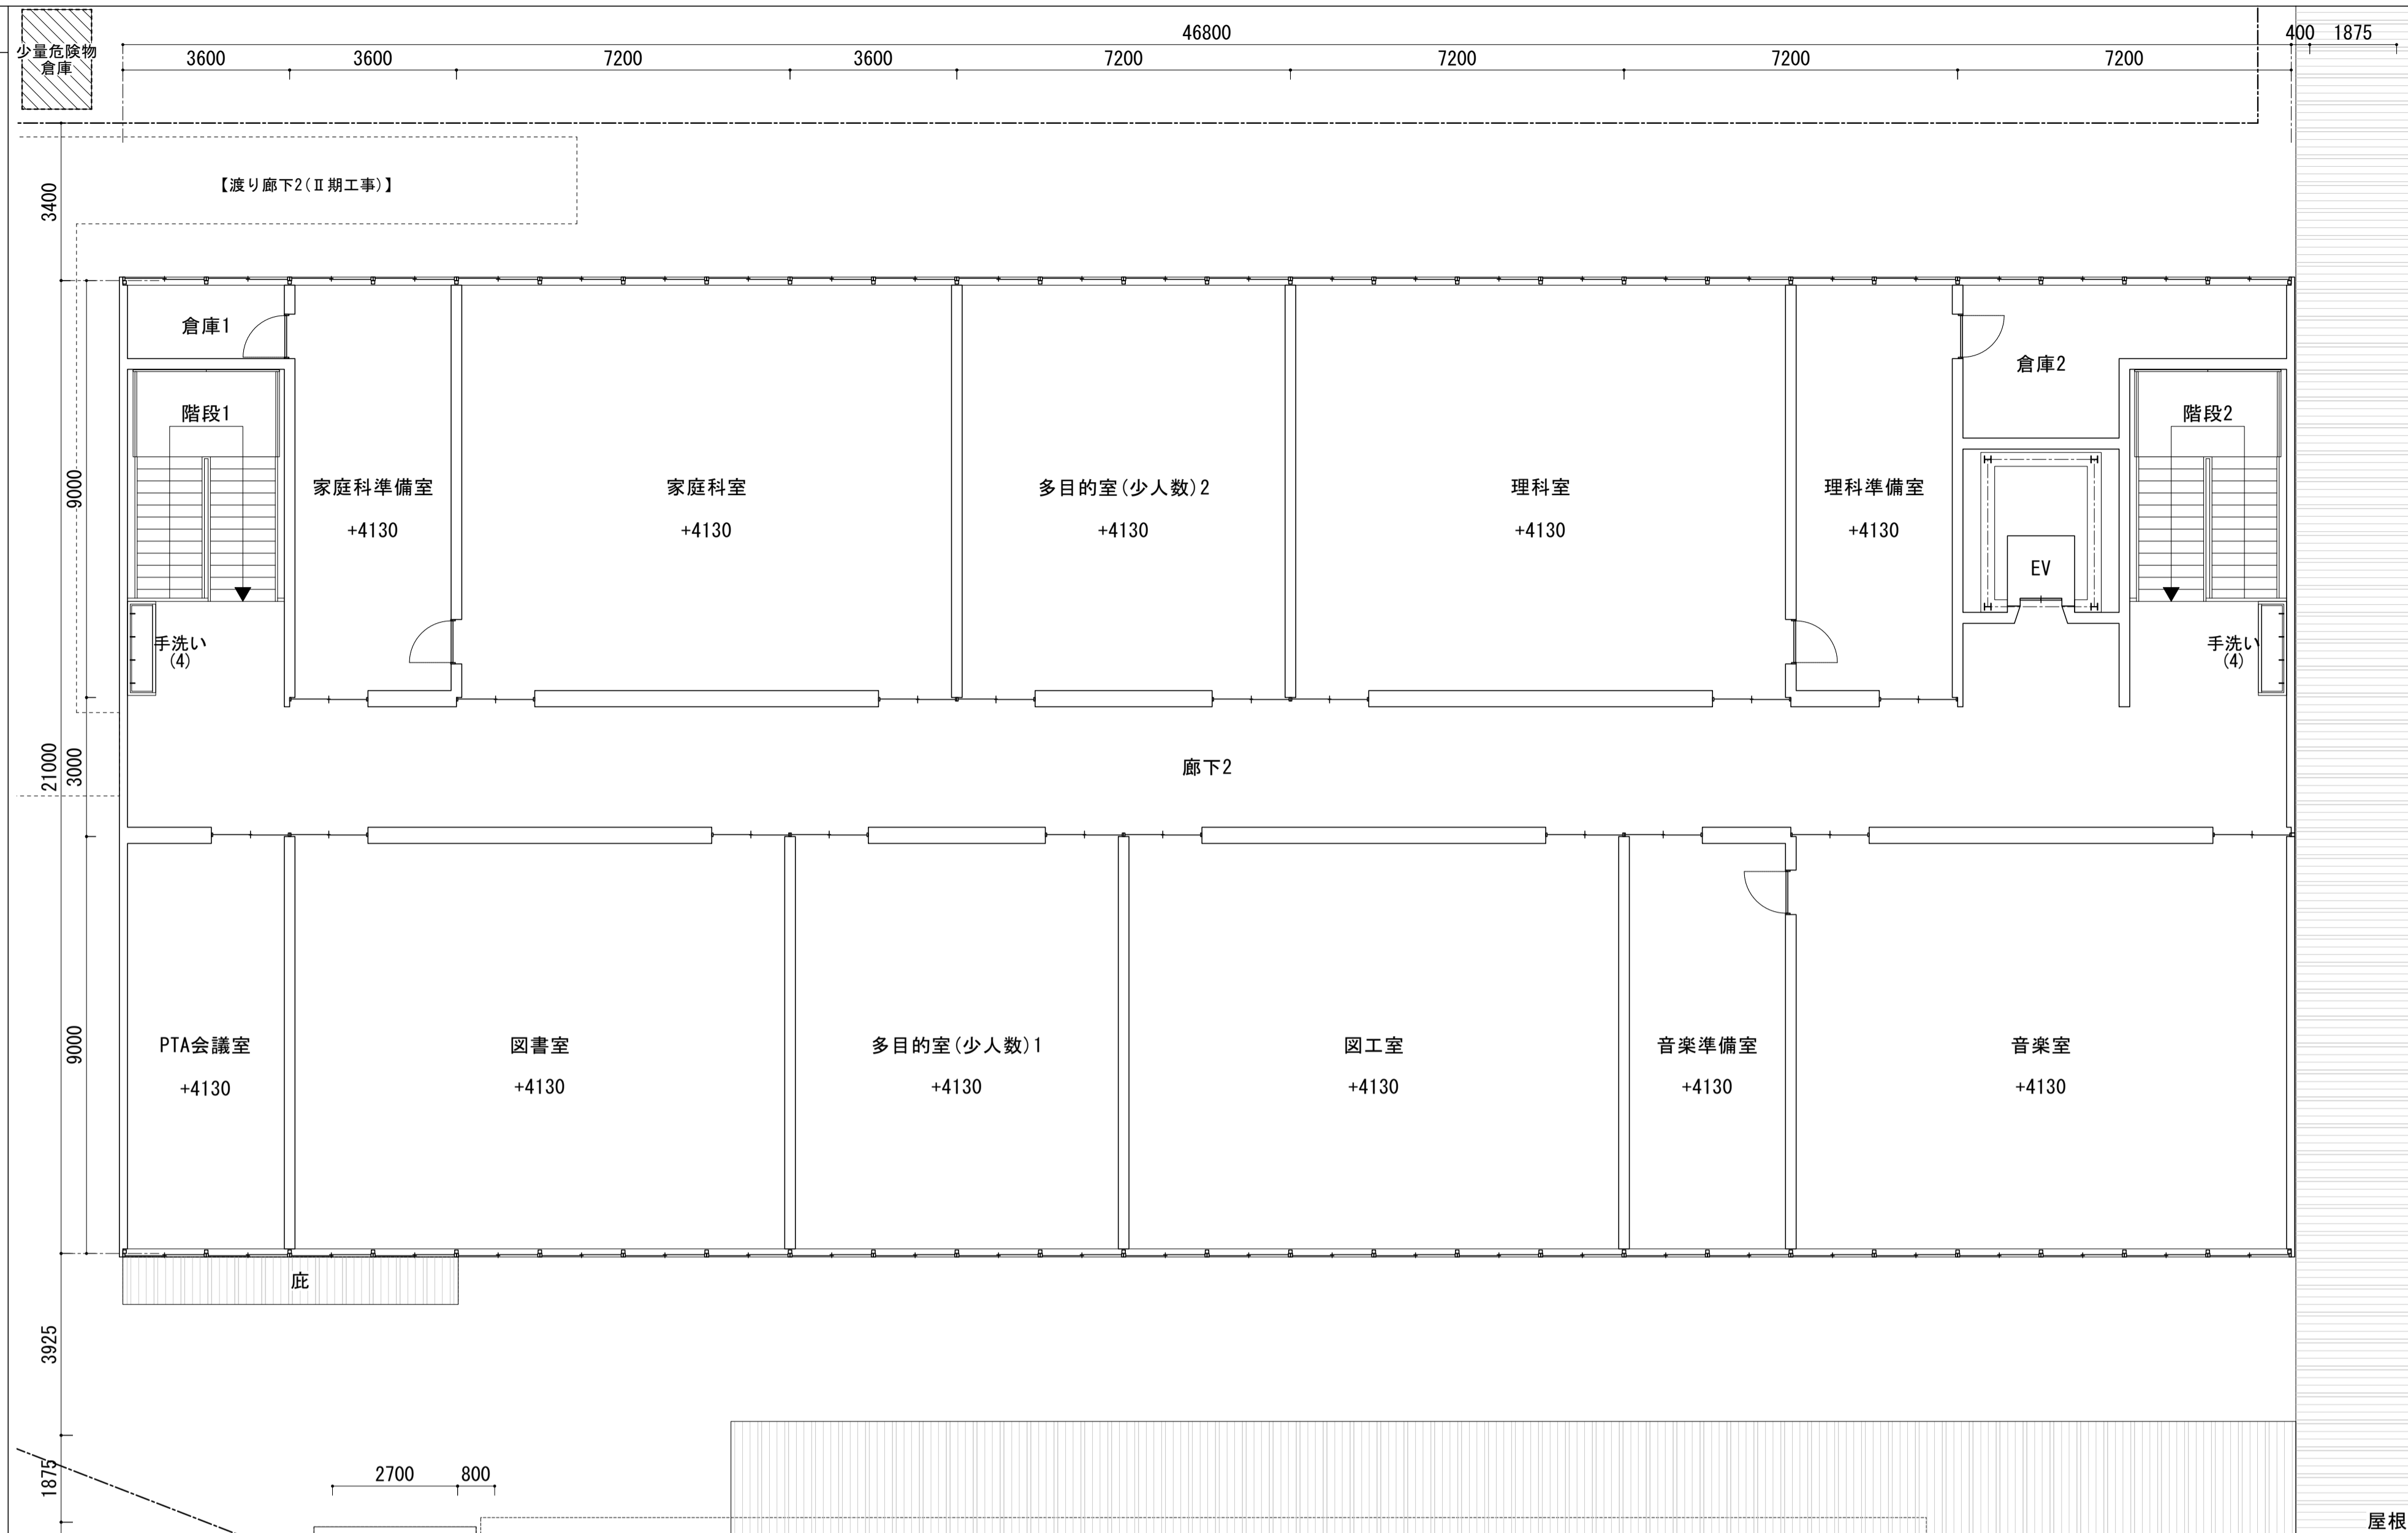 少量危険物
倉庫
46800
400 1875
3600 3600 7200 3600 7200 7200 7200 7200
【渡り廊下2(Ⅱ期工事)】
3400
倉庫1
倉庫2
階段1
階段2
9000
家庭科準備室
+4130
家庭科室
+4130
多目的室(少人数)2
+4130
理科室
+4130
理科準備室
+4130
EV
手洗い
(4)
手洗い
(4)
21000
3000
廊下2
9000
PTA会議室
+4130
図書室
+4130
多目的室(少人数)1
+4130
図工室
+4130
音楽準備室
+4130
音楽室
+4130
庇
3925
1875
2700 800
屋根